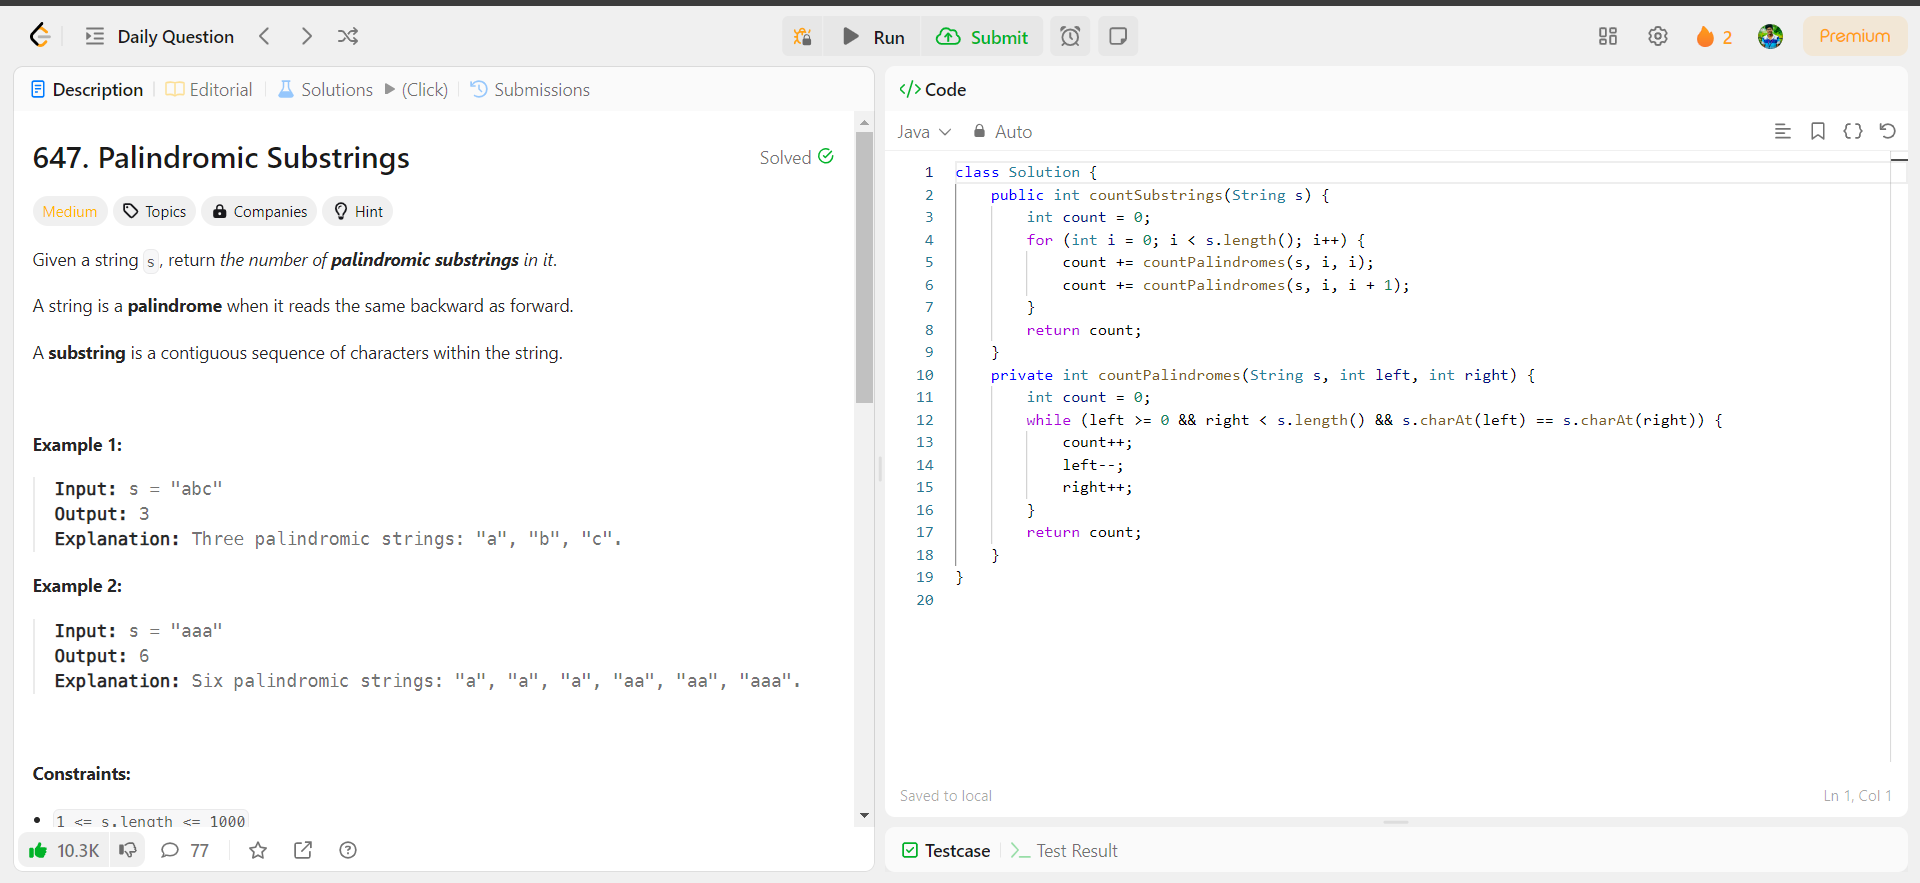 Daily Question
Run
Submit
2
Premium
Description
Editorial
Solutions
(Click)
Submissions
647. Palindromic Substrings
Solved
Medium
Topics
Companies
Hint
Given a string s, return the number of palindromic substrings in it.
A string is a palindrome when it reads the same backward as forward.
A substring is a contiguous sequence of characters within the string.
Example 1:
Input: s = "abc"
Output: 3
Explanation: Three palindromic strings: "a", "b", "c".
Example 2:
Input: s = "aaa"
Output: 6
Explanation: Six palindromic strings: "a", "a", "a", "aa", "aa", "aaa".
Constraints:
1 <= s.length <= 1000
10.3K
77
</> Code
Java
Auto
1 class Solution {
2     public int countSubstrings(String s) {
3         int count = 0;
4         for (int i = 0; i < s.length(); i++) {
5             count += countPalindromes(s, i, i);
6             count += countPalindromes(s, i, i + 1);
7         }
8         return count;
9     }
10     private int countPalindromes(String s, int left, int right) {
11         int count = 0;
12         while (left >= 0 && right < s.length() && s.charAt(left) == s.charAt(right)) {
13             count++;
14             left--;
15             right++;
16         }
17         return count;
18     }
19 }
20
Saved to local
Ln 1, Col 1
Testcase
Test Result